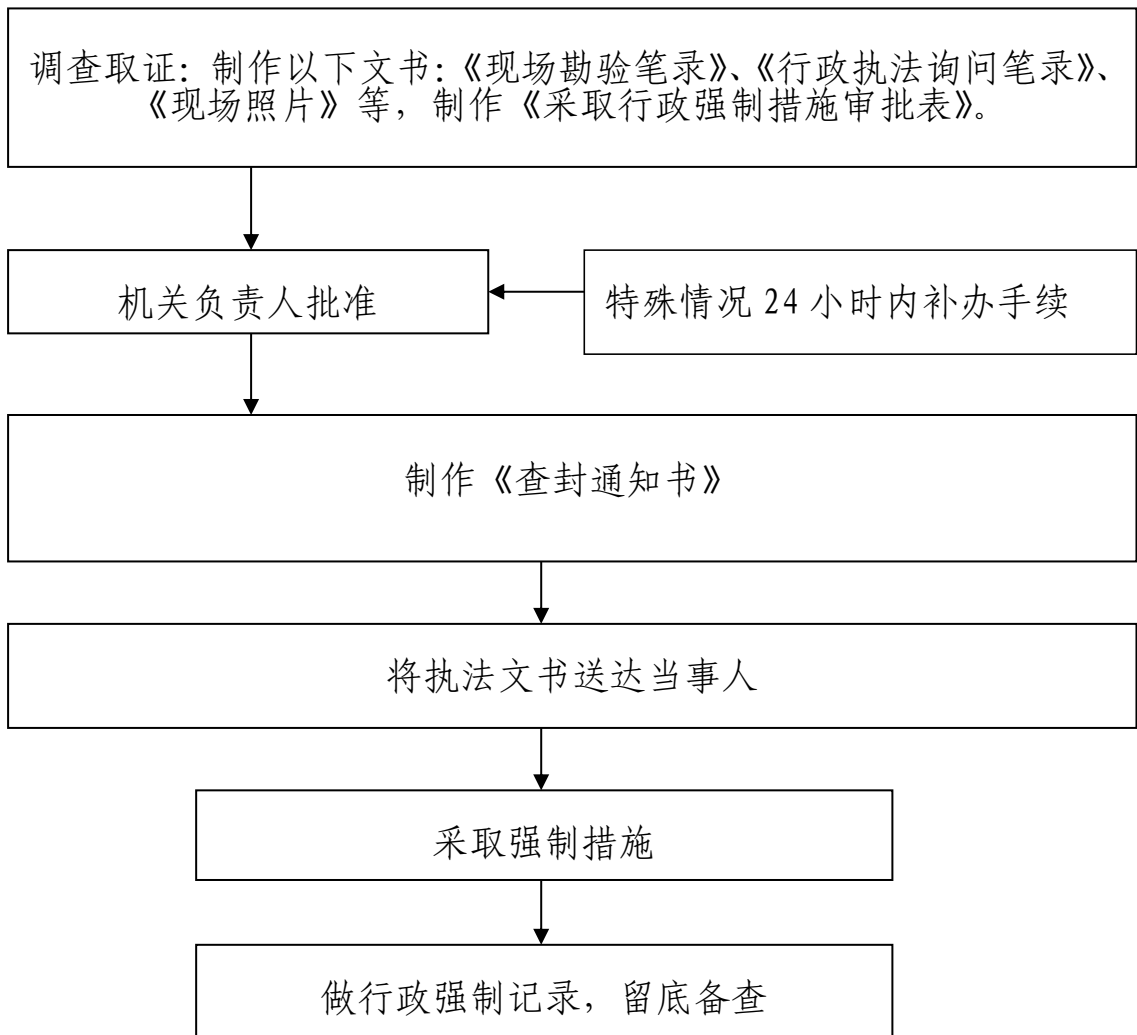 调查取证：制作以下文书：《现场勘验笔录》、《行政执法询问笔录》、
《现场照片》等，制作《采取行政强制措施审批表》。
机关负责人批准
特殊情况 24 小时内补办手续
制作《查封通知书》
将执法文书送达当事人
采取强制措施
做行政强制记录，留底备查